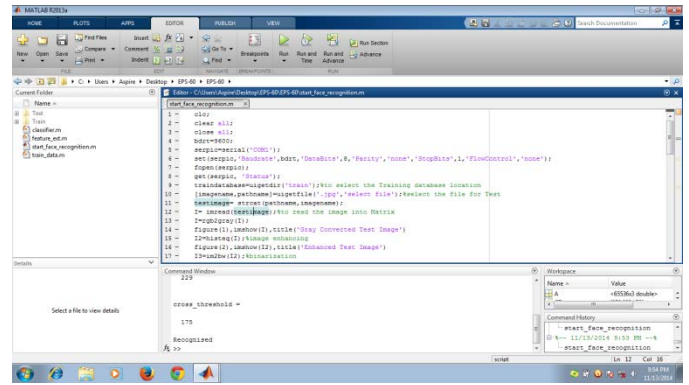 MATLAB R2013a
HOME PLOTS APPS EDITOR PUBLISH VIEW
Search Documentation
New Open Save Find Files Compare Print Insert Comment Indent Go To Find Breakpoints Run Run and Time Run and Advance Run Section Advance
FILE EDIT NAVIGATE BREAKPOINTS RUN
C: Users Aspire Desktop EPS-60 EPS-60
Current Folder
Name
Test
Train
classifier.m
feature_ext.m
start_face_recognition.m
train_data.m
Details
Select a file to view details
Editor - C:\Users\Aspire\Desktop\EPS-60\EPS-60\start_face_recognition.m
start_face_recognition.m
1 - clc;
2 - clear all;
3 - close all;
4 - bdrt=9600;
5 - serpic=serial('COM1');
6 - set(serpic,'Baudrate',bdrt,'DataBits',8,'Parity','none','StopBits',1,'FlowControl','none');
7 - fopen(serpic);
8 - get(serpic, 'Status');
9 - traindatabase=uigetdir('train');%to select the Training database location
10 - [imagename,pathname]=uigetfile('.jpg','select file');%select the file for Test
11 - testimage= strcat(pathname,imagename);
12 - I= imread(testimage);%to read the image into Matrix
13 - I=rgb2gray(I);
14 - figure(1),imshow(I),title('Gray Converted Test Image')
15 - I2=histeq(I);%image enhancing
16 - figure(2),imshow(I2),title('Enhanced Test Image')
17 - I3=im2bw(I2);%binarization
Command Window
229
cross_threshold =
175
Recognised
fx >>
Workspace
Name Value
A <65536x3 double>
Command History
start_face_recognition
%-- 11/13/2014 8:53 PM --%
start_face_recognition
script Ln 12 Col 16
9:54 PM
11/13/2014